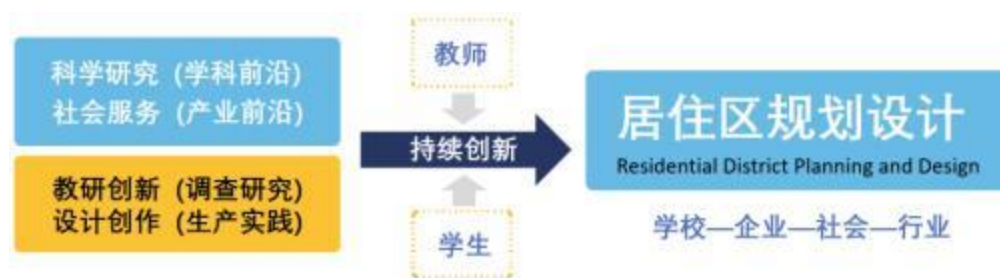 科学研究 (学科前沿)
社会服务 (产业前沿)
教研创新 (调查研究)
设计创作 (生产实践)
教师
持续创新
学生
居住区规划设计
Residential District Planning and Design
学校—企业—社会—行业